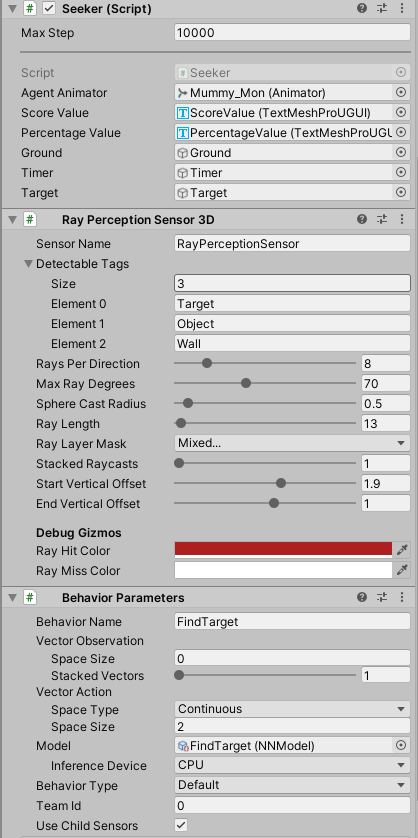 Seeker (Script)
Max Step 10000
Script Seeker
Agent Animator Mummy_Mon (Animator)
Score Value ScoreValue (TextMeshProUGUI)
Percentage Value PercentageValue (TextMeshProUGU
Ground Ground
Timer Timer
Target Target
Ray Perception Sensor 3D
Sensor Name RayPerceptionSensor
Detectable Tags
Size 3
Element 0 Target
Element 1 Object
Element 2 Wall
Rays Per Direction 8
Max Ray Degrees 70
Sphere Cast Radius 0.5
Ray Length 13
Ray Layer Mask Mixed...
Stacked Raycasts 1
Start Vertical Offset 1.9
End Vertical Offset 1
Debug Gizmos
Ray Hit Color
Ray Miss Color
Behavior Parameters
Behavior Name FindTarget
Vector Observation
Space Size 0
Stacked Vectors 1
Vector Action
Space Type Continuous
Space Size 2
Model FindTarget (NNModel)
Inference Device CPU
Behavior Type Default
Team Id 0
Use Child Sensors